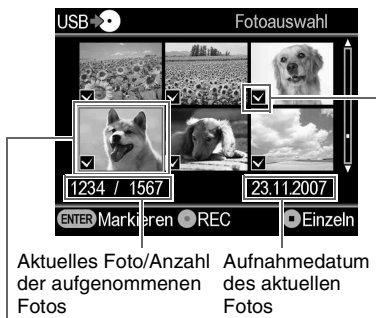 USB Fotoauswahl
1234 / 1567 23.11.2007
ENTER Markieren REC Einzeln
Aktuelles Foto/Anzahl
der aufgenommenen
Fotos
Aufnahmedatum
des aktuellen
Fotos